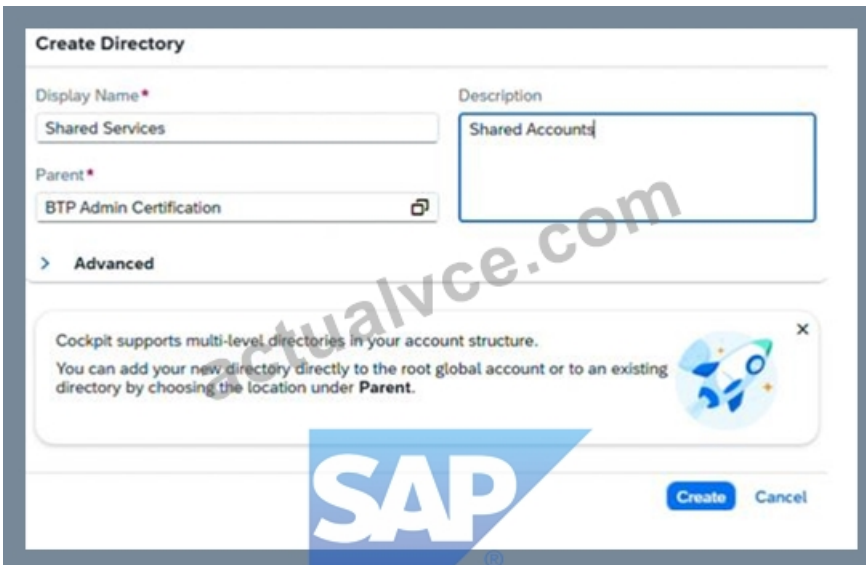 Create Directory
Display Name*
Description
Shared Services
Shared Accounts
Parent*
BTP Admin Certification
Advanced
Cockpit supports multi-level directories in your account structure.
You can add your new directory directly to the root global account or to an existing
directory by choosing the location under Parent.
actualvce.com
SAP
®
Create Cancel